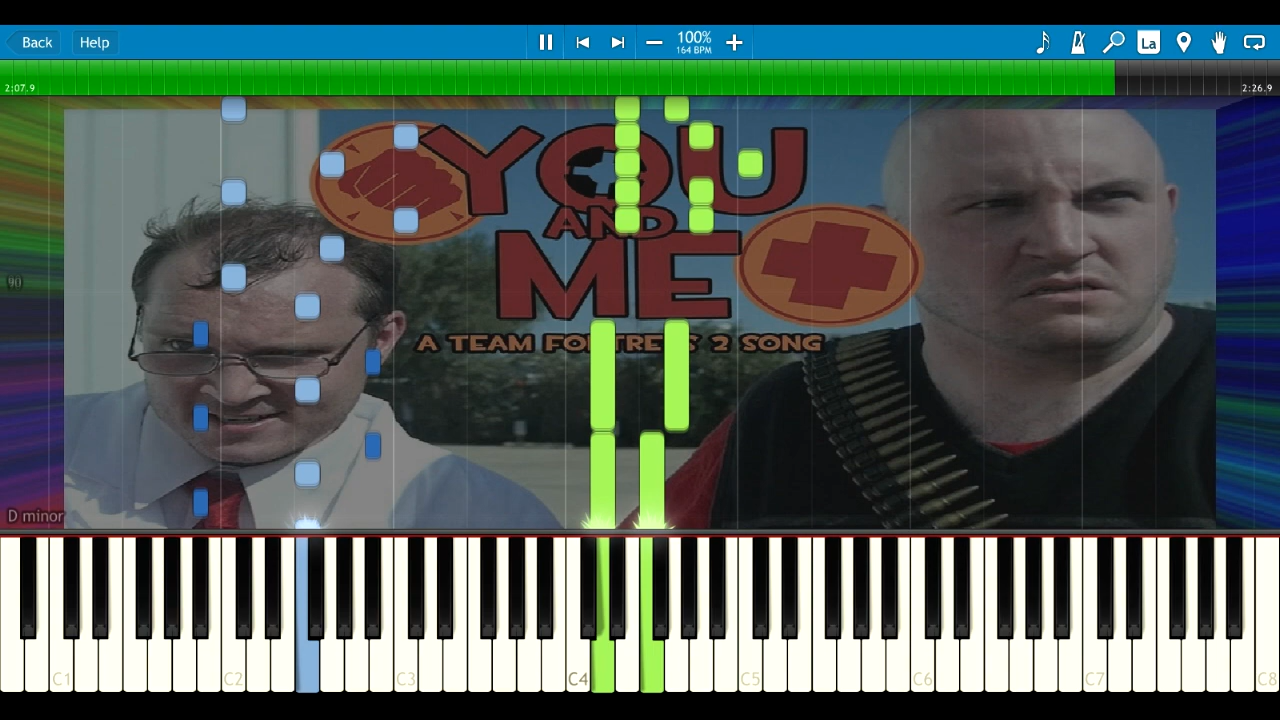 Back Help 100% La
164 BPM
2:07.9 2:26.9
YOU
AND
ME
A TEAM FORTRESS 2 SONG
90
D minor
C1 C2 C3 C4 C5 C6 C7 C8